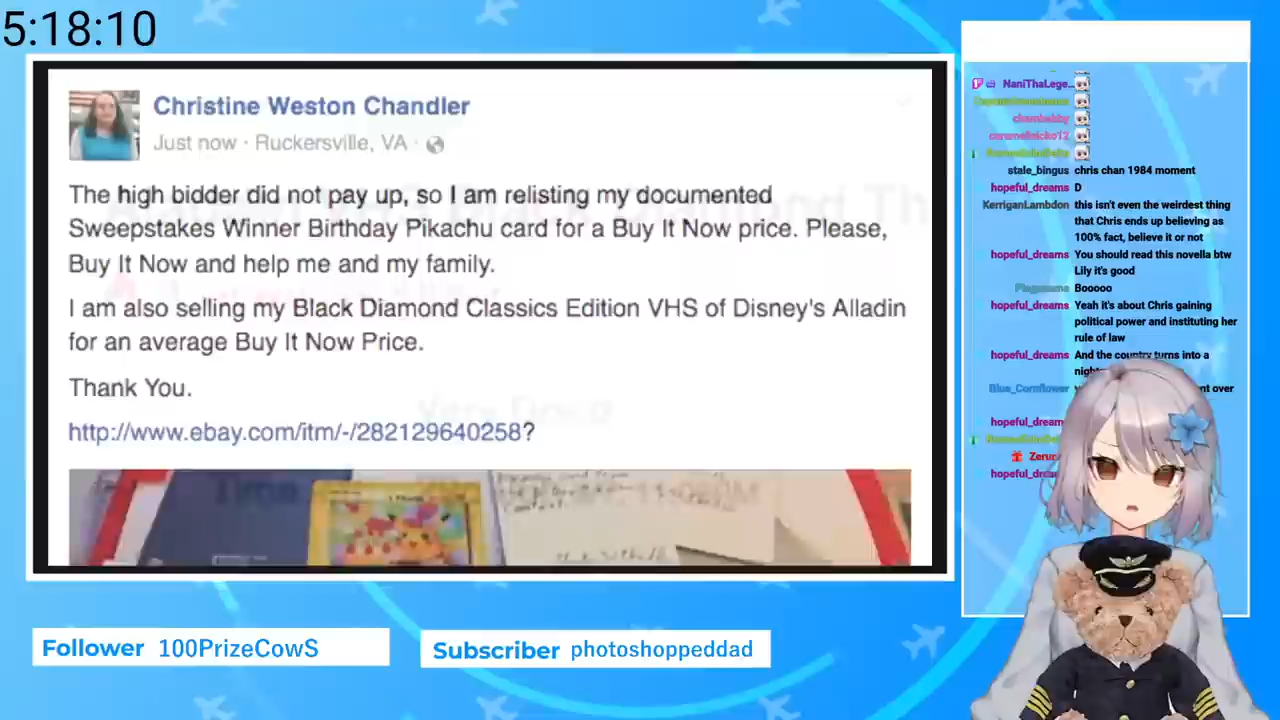 5:18:10
Christine Weston Chandler
Just now · Ruckersville, VA ·
The high bidder did not pay up, so I am relisting my documented
Sweepstakes Winner Birthday Pikachu card for a Buy It Now price. Please,
Buy It Now and help me and my family.
I am also selling my Black Diamond Classics Edition VHS of Disney's Alladin
for an average Buy It Now Price.
Thank You.
http://www.ebay.com/itm/-/282129640258?
NaniThaLege...
chambabby
stale_bingus chris chan 1984 moment
hopeful_dreams D
KerriganLambdon this isn't even the weirdest thing
that Chris ends up believing as
100% fact, believe it or not
hopeful_dreams You should read this novella btw
Lily it's good
Booooo
hopeful_dreams Yeah it's about Chris gaining
political power and instituting her
rule of law
hopeful_dreams And the country turns into a
Blue_Cornflower
hopeful_dream
Follower 100PrizeCowS
Subscriber photoshoppeddad